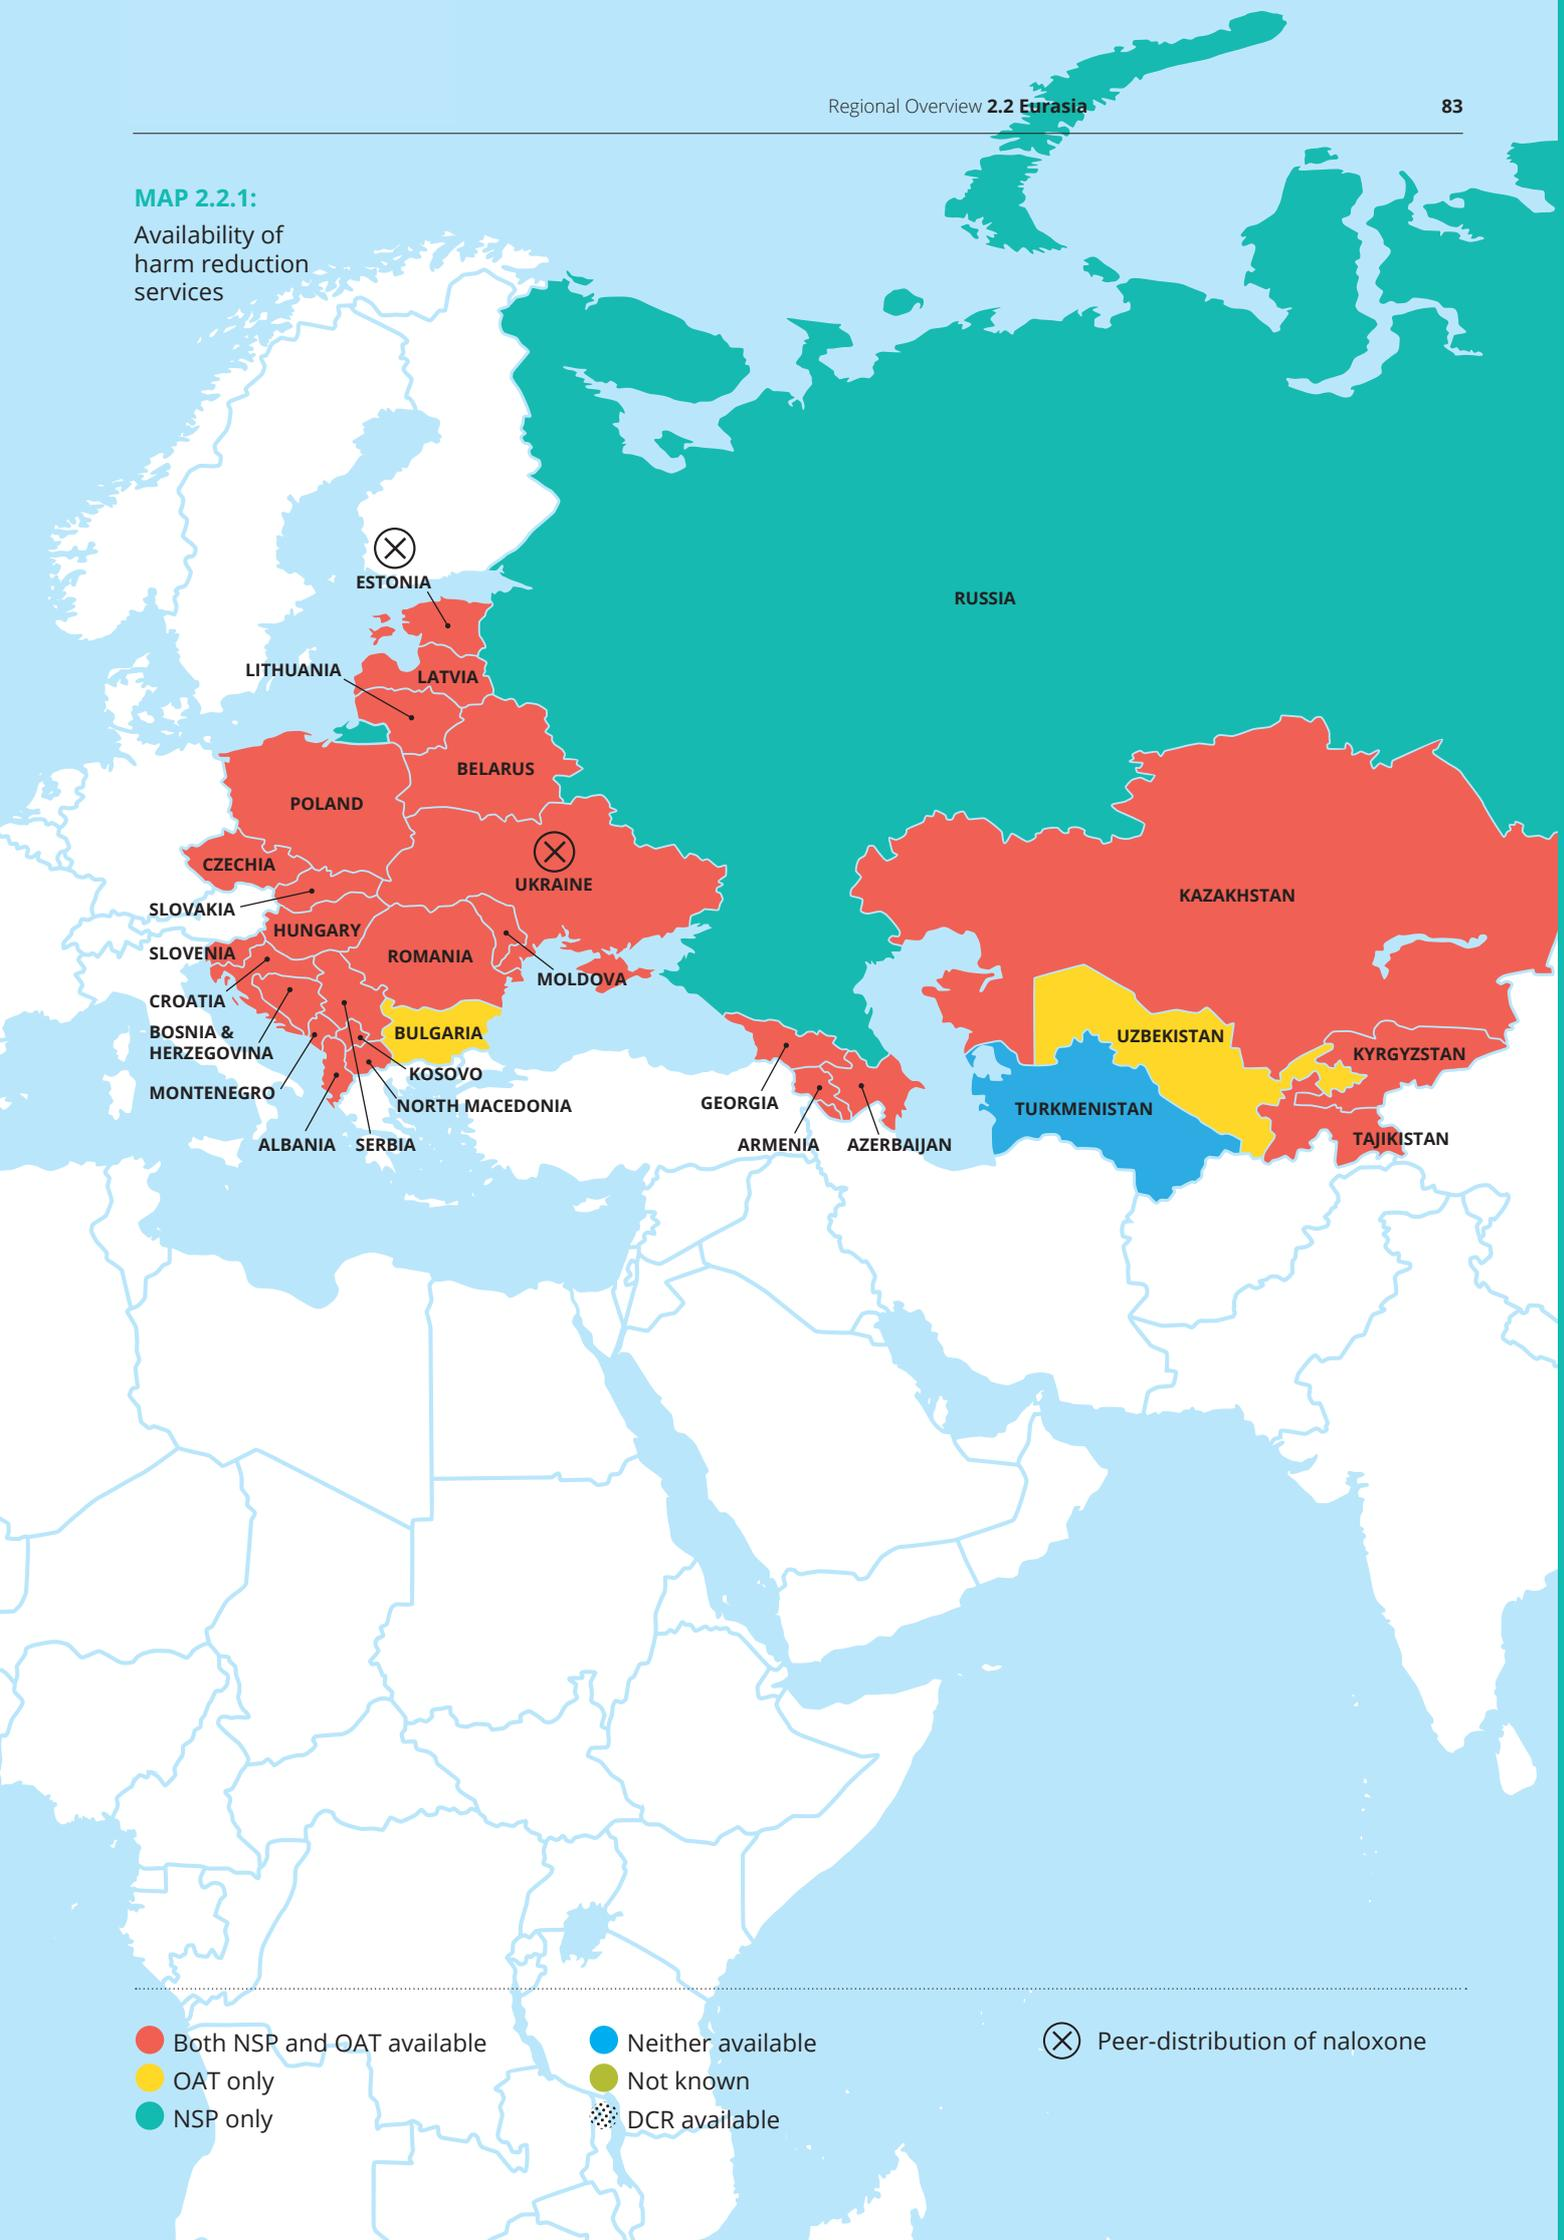 Regional Overview 2.2 Eurasia 83
MAP 2.2.1:
Availability of
harm reduction
services
ESTONIA
RUSSIA
LITHUANIA
LATVIA
BELARUS
POLAND
CZECHIA
UKRAINE
KAZAKHSTAN
SLOVAKIA
HUNGARY
SLOVENIA
ROMANIA
MOLDOVA
CROATIA
BOSNIA &
HERZEGOVINA
BULGARIA
UZBEKISTAN
KYRGYZSTAN
KOSOVO
MONTENEGRO
NORTH MACEDONIA
GEORGIA
TURKMENISTAN
ALBANIA
SERBIA
ARMENIA
AZERBAIJAN
TAJIKISTAN
Both NSP and OAT available
OAT only
NSP only
Neither available
Not known
DCR available
Peer-distribution of naloxone